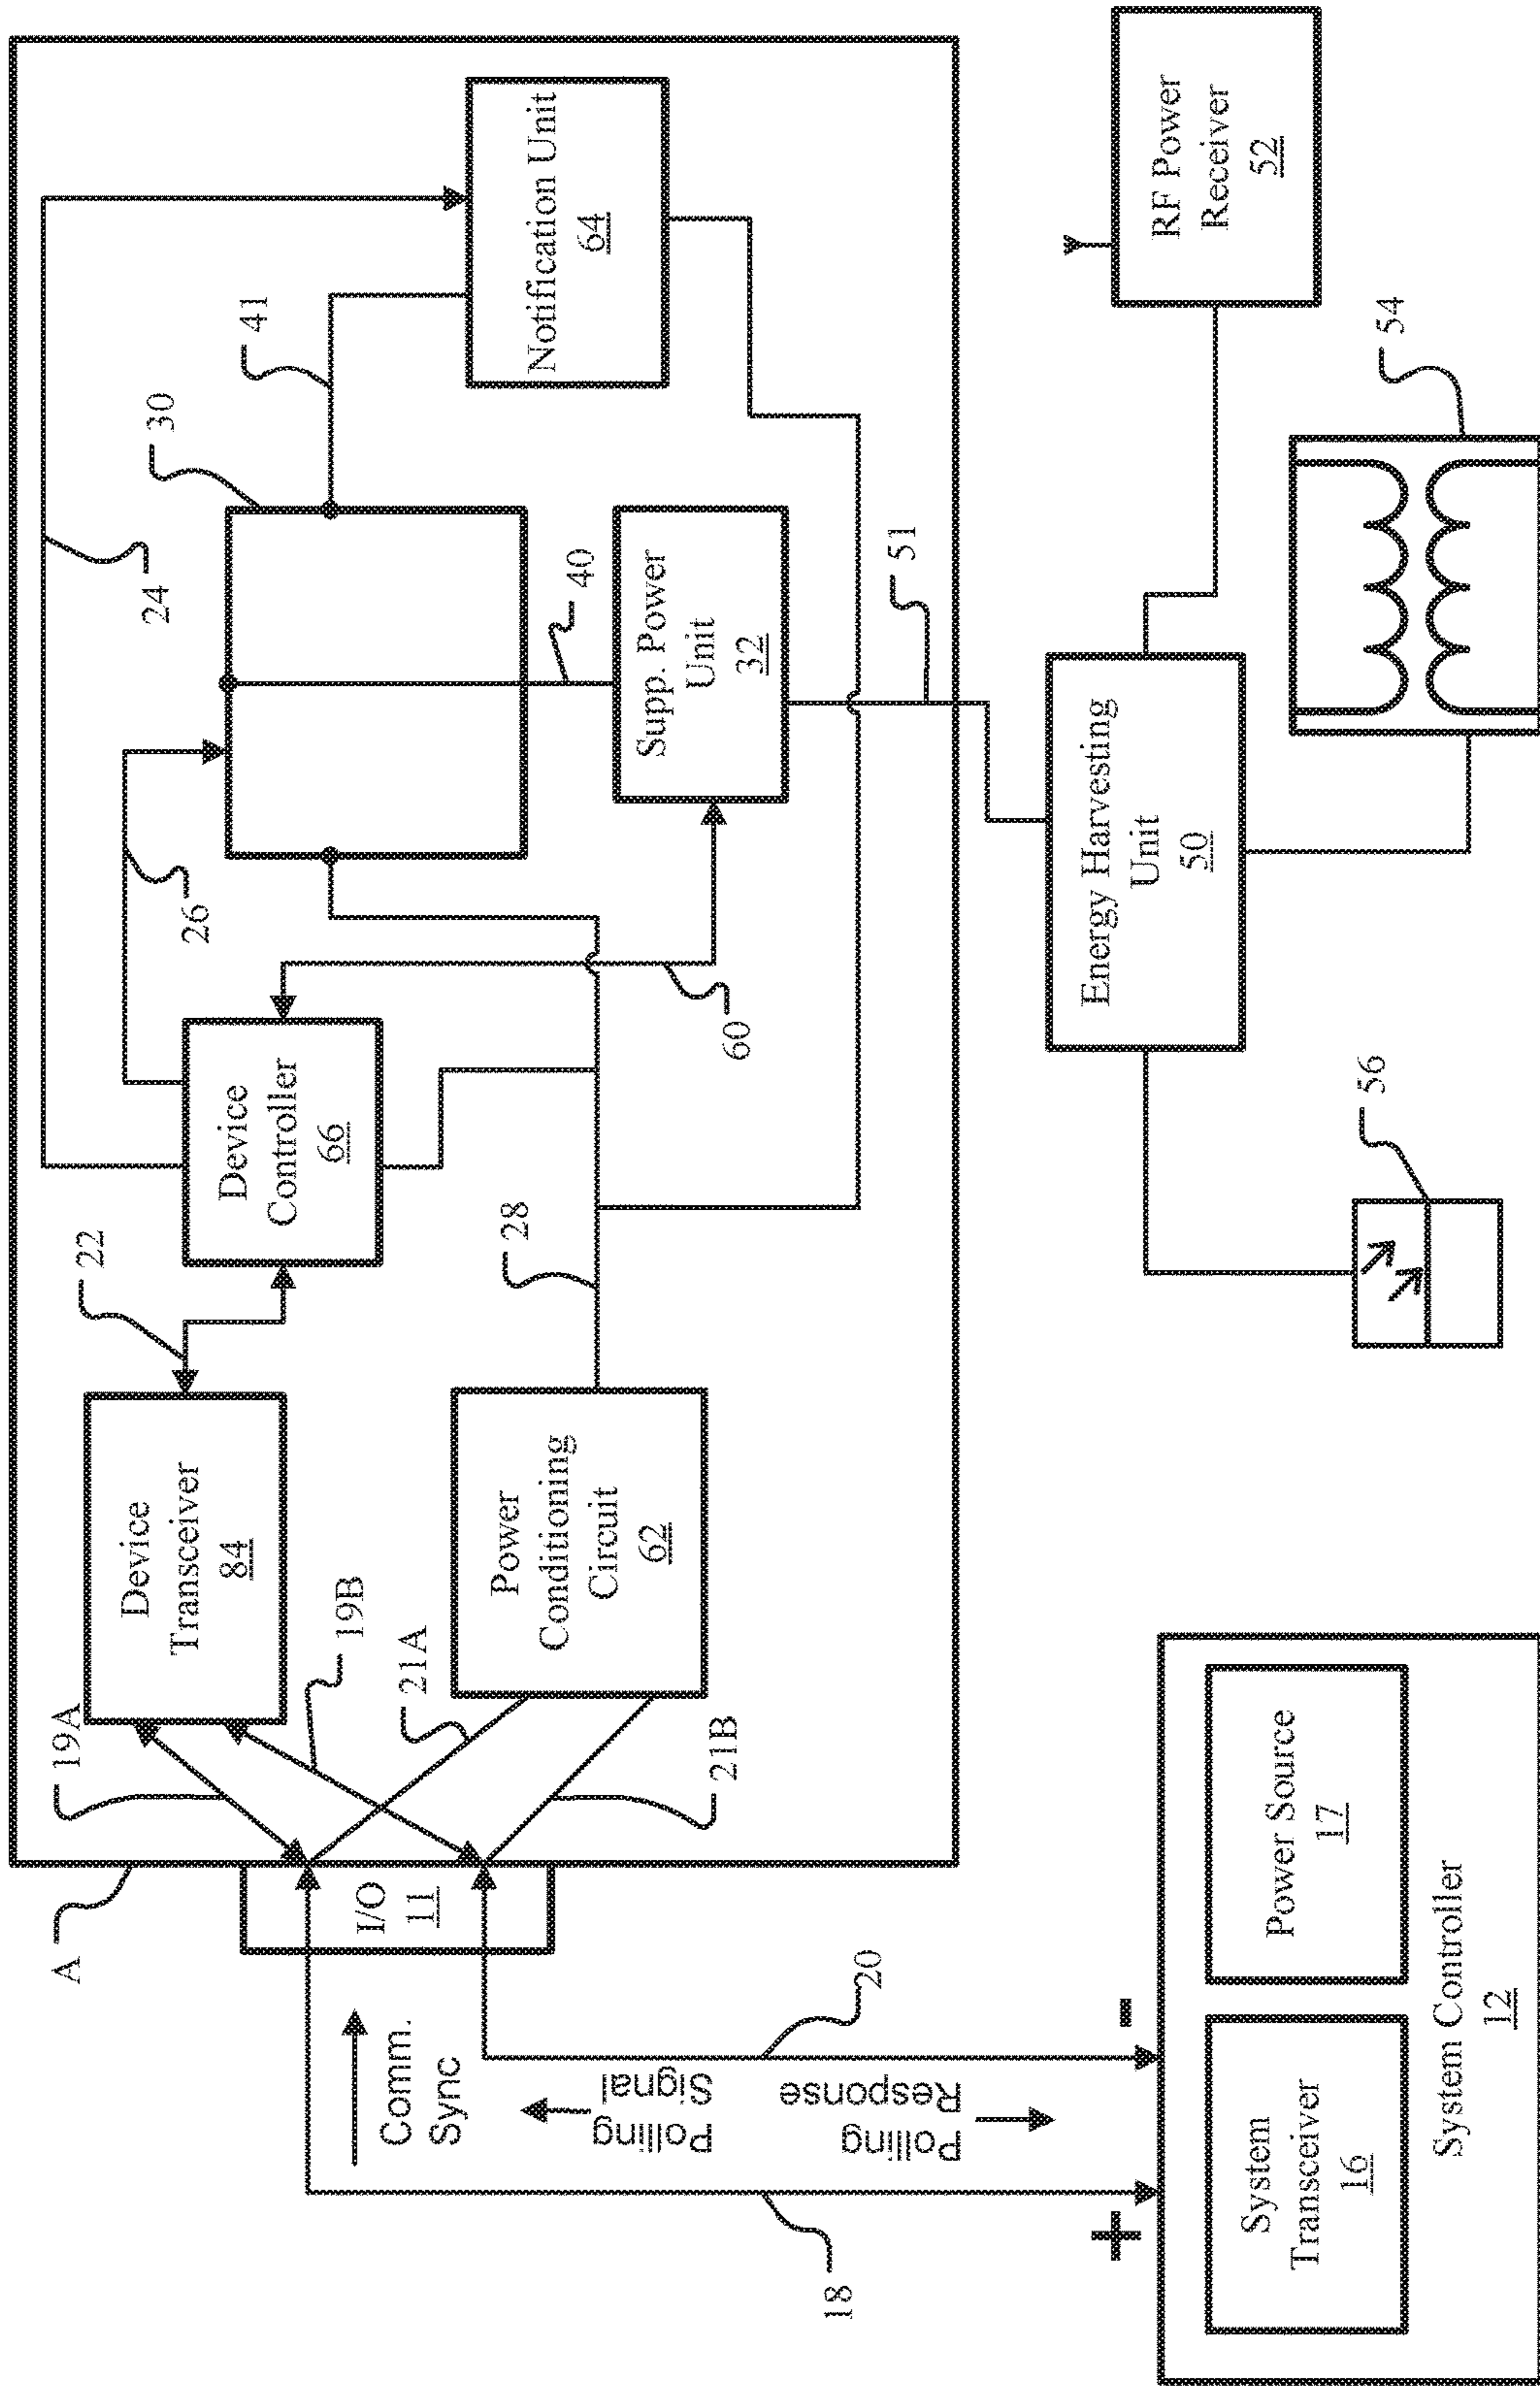 A
19A
Device
Transceiver
84
22
Device
Controller
66
26
24
30
41
Notification Unit
64
19B
21A
21B
Power
Conditioning
Circuit
62
28
60
40
Supp. Power
Unit
32
51
I/O
11
Comm.
Sync
Polling
Signal
Polling
Response
18
20
+
-
System
Transceiver
16
Power Source
17
System Controller
12
56
Energy Harvesting
Unit
50
54
RF Power
Receiver
52